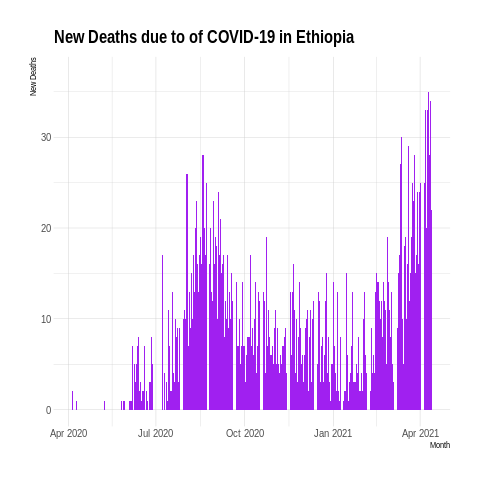 New Deaths due to of COVID-19 in Ethiopia
New Deaths
30
20
10
0
Apr 2020 Jul 2020 Oct 2020 Jan 2021 Apr 2021
Month